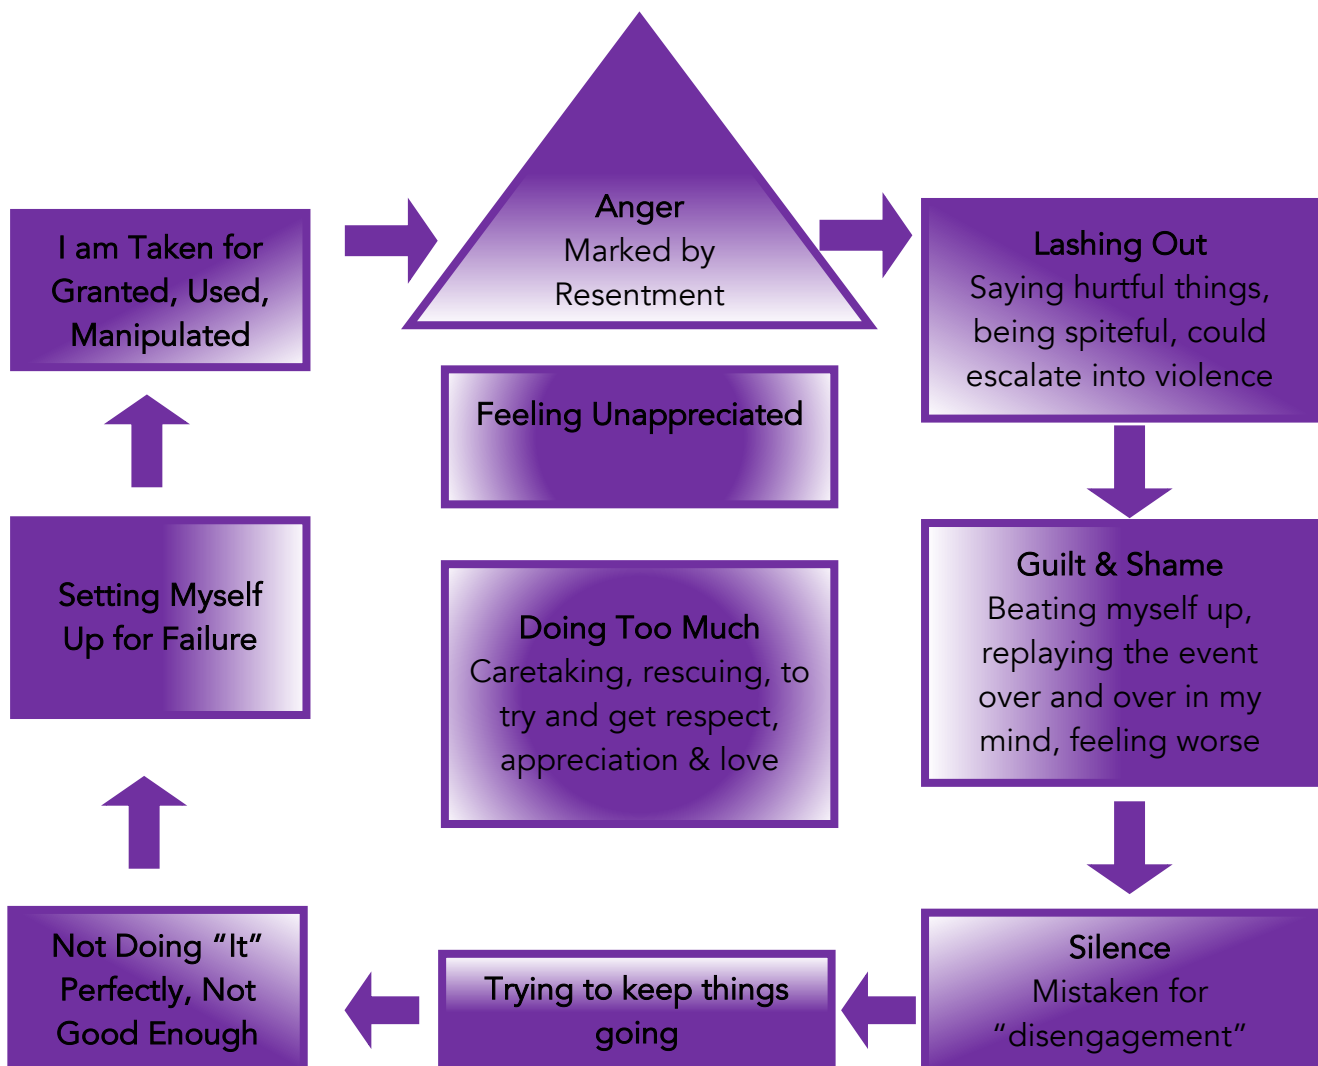 Anger
Marked by
Resentment
I am Taken for
Granted, Used,
Manipulated
Lashing Out
Saying hurtful things,
being spiteful, could
escalate into violence
Feeling Unappreciated
Setting Myself
Up for Failure
Doing Too Much
Caretaking, rescuing, to
try and get respect,
appreciation & love
Guilt & Shame
Beating myself up,
replaying the event
over and over in my
mind, feeling worse
Not Doing “It”
Perfectly, Not
Good Enough
Trying to keep things
going
Silence
Mistaken for
“disengagement”